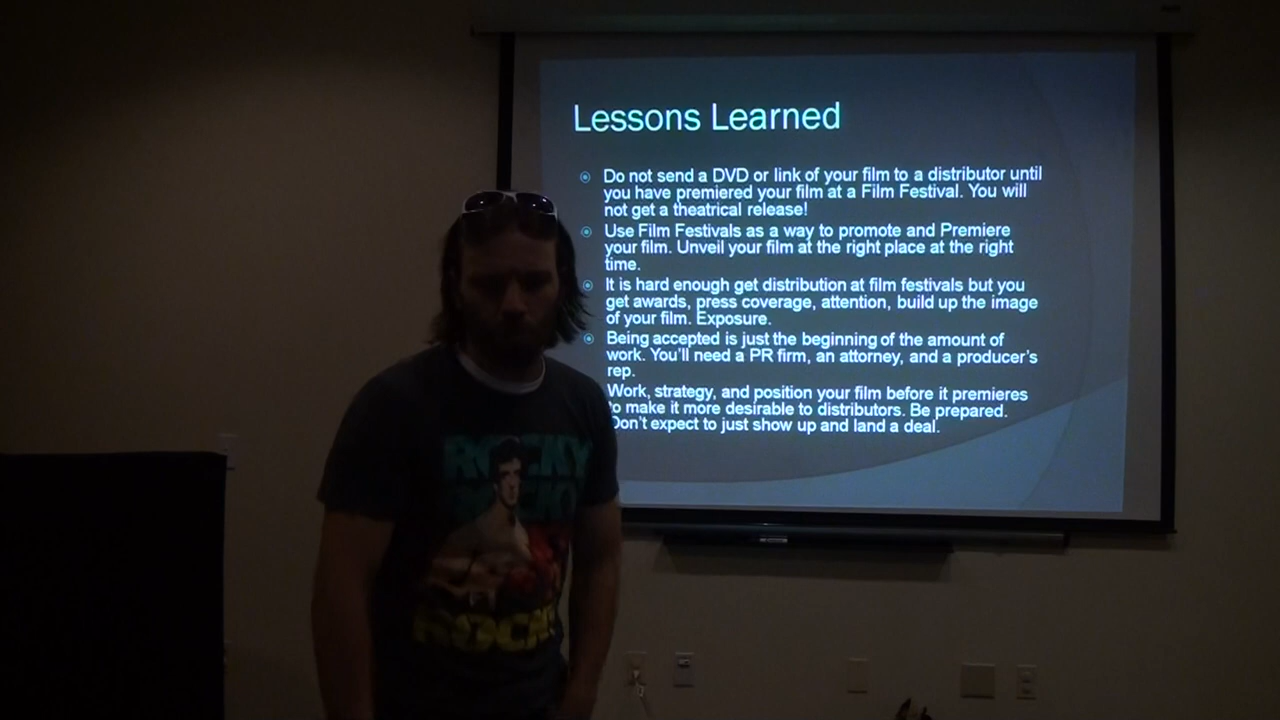 Lessons Learned
Do not send a DVD or link of your film to a distributor until
you have premiered your film at a Film Festival. You will
not get a theatrical release!
Use Film Festivals as a way to promote and Premiere
your film. Unveil your film at the right place at the right
time.
It is hard enough get distribution at film festivals but you
get awards, press coverage, attention, build up the image
of your film. Exposure.
Being accepted is just the beginning of the amount of
work. You'll need a PR firm, an attorney, and a producer's
rep.
Work, strategy, and position your film before it premieres
to make it more desirable to distributors. Be prepared.
Don't expect to just show up and land a deal.
ROCKY
ROCKY
ROCKY